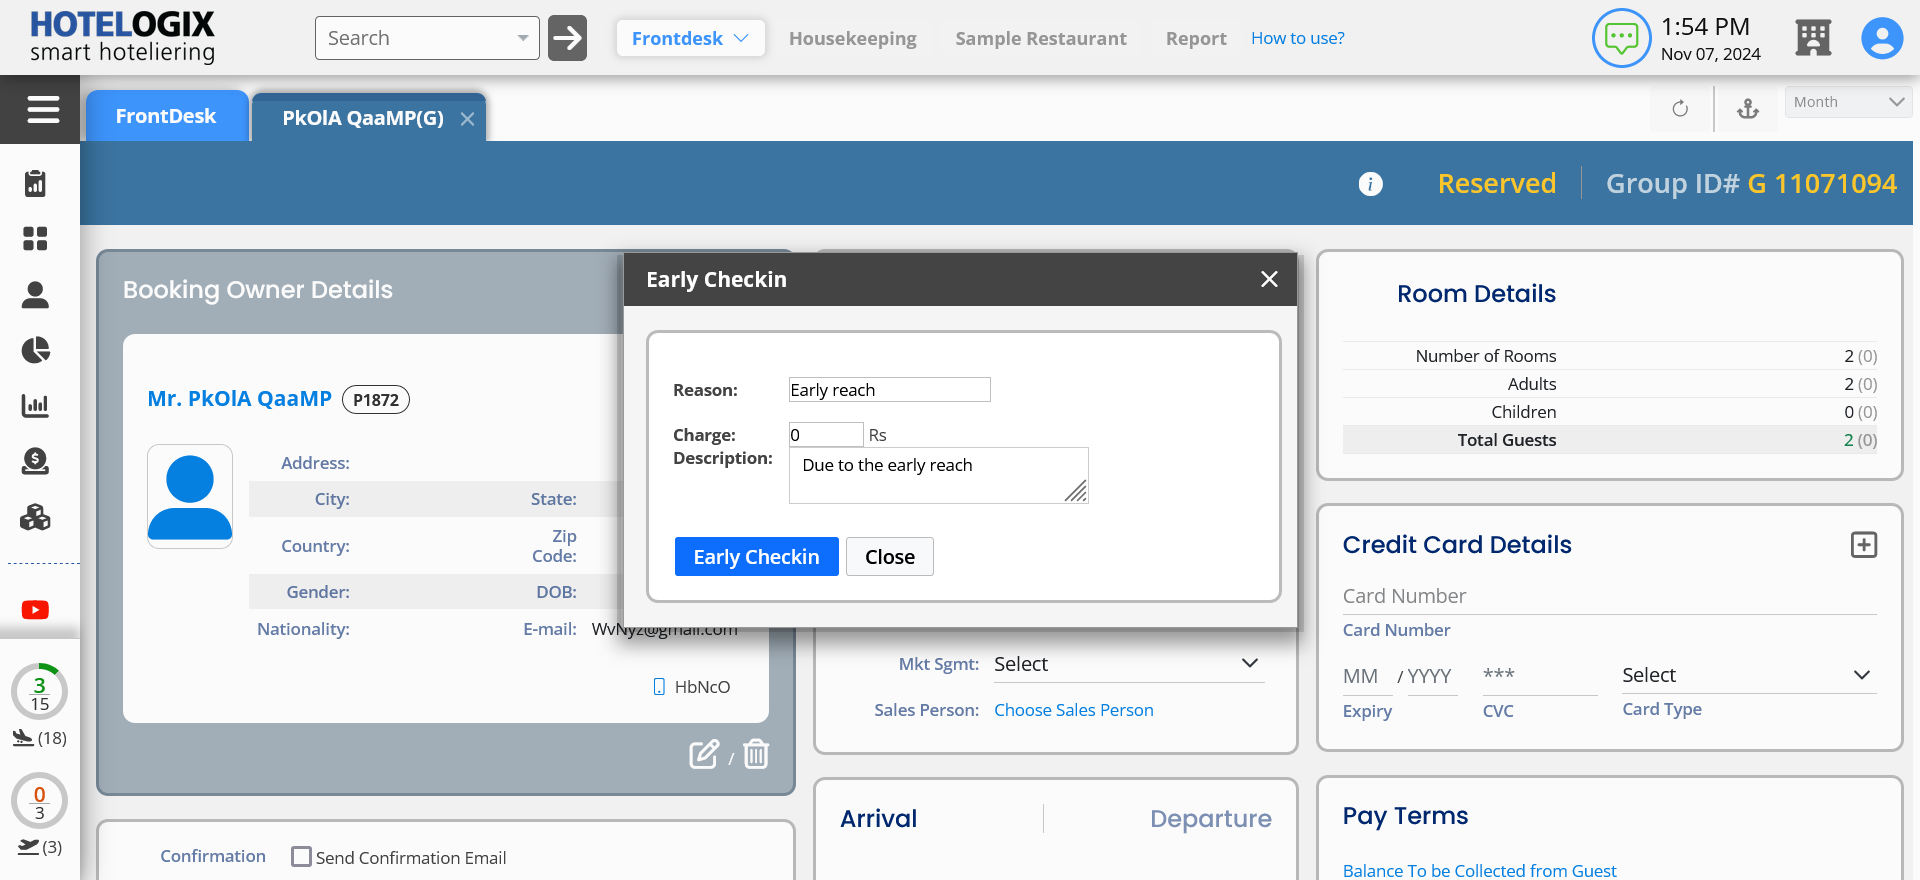 HOTELOGIX
smart hoteliering
Search
Frontdesk
Housekeeping
Sample Restaurant
Report
How to use?
1:54 PM
Nov 07, 2024
FrontDesk
PkOlA QaaMP(G)
Month
Reserved
Group ID# G 11071094
Booking Owner Details
Mr. PkOlA QaaMP
P1872
Address:
City:
State:
Country:
Zip
Code:
Gender:
DOB:
Nationality:
E-mail: WvNyz@gmail.com
HbNcO
/
Confirmation
Send Confirmation Email
Early Checkin
Reason: Early reach
Charge: 0 Rs
Description: Due to the early reach
Early Checkin
Close
Mkt Sgmt: Select
Sales Person: Choose Sales Person
Arrival
Departure
Room Details
Number of Rooms 2 (0)
Adults 2 (0)
Children 0 (0)
Total Guests 2 (0)
Credit Card Details
Card Number
Card Number
MM / YYYY *** Select
Expiry CVC Card Type
Pay Terms
Balance To be Collected from Guest
3
15
(18)
0
3
(3)